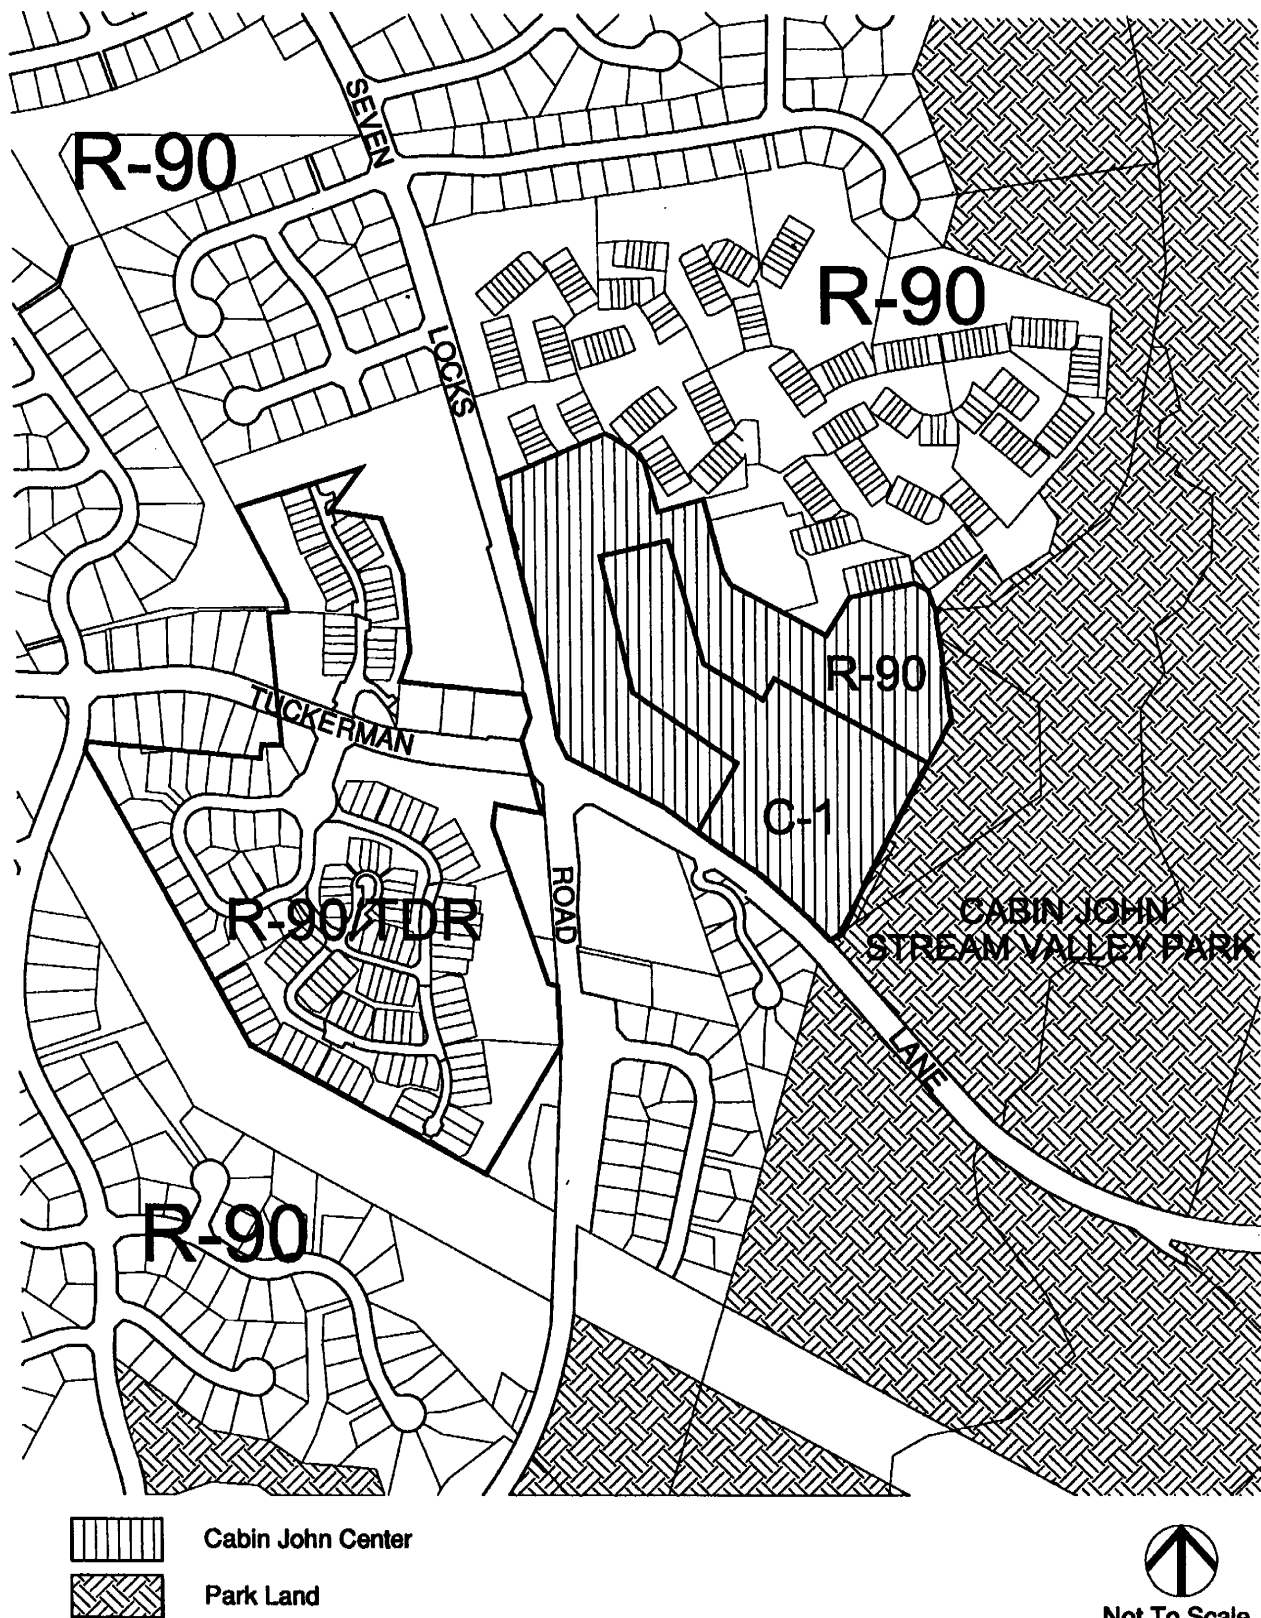 SEVEN
R-90
R-90
LOCKS
R-90
TUCKERMAN
C-1
ROAD
R-90/TDR
CABIN JOHN
STREAM VALLEY PARK
LANE
R-90
Cabin John Center
Park Land
Not To Scale